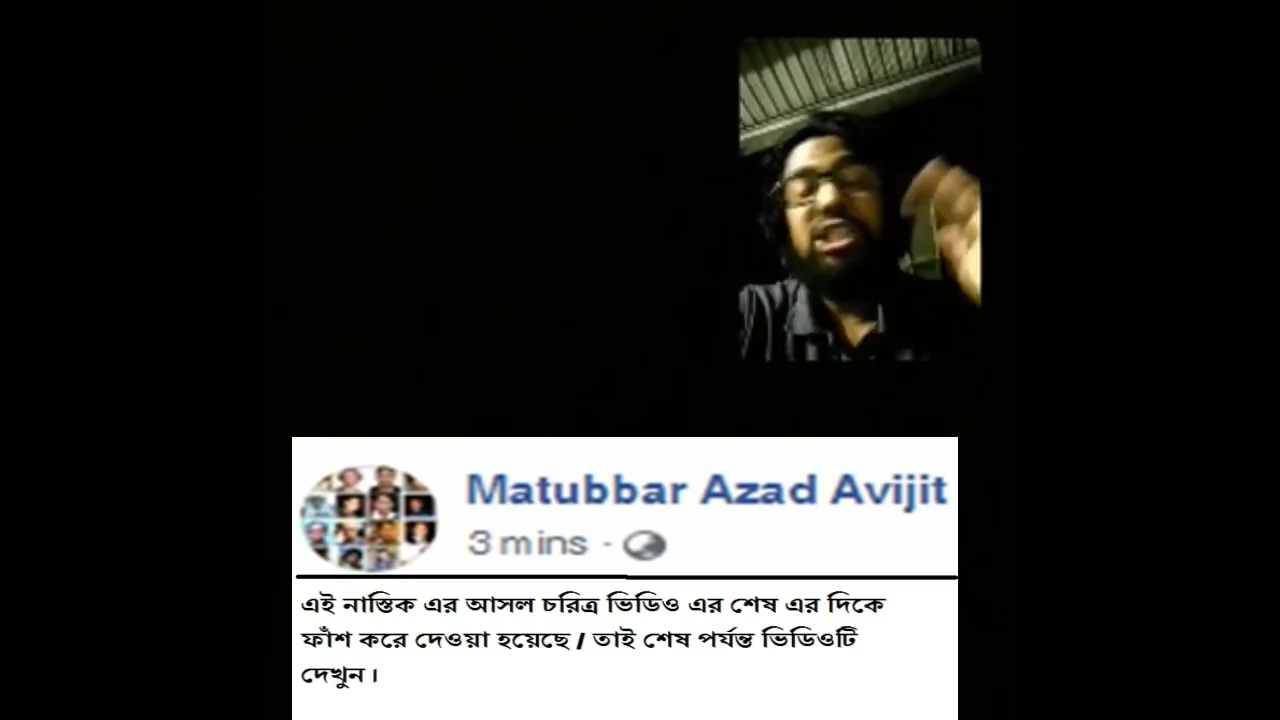 Matubbar Azad Avijit
3 mins ·
এই নাস্তিক এর আসল চরিত্র ভিডিও এর শেষ এর দিকে
ফাঁশ করে দেওয়া হয়েছে / তাই শেষ পর্যন্ত ভিডিওটি
দেখুন।